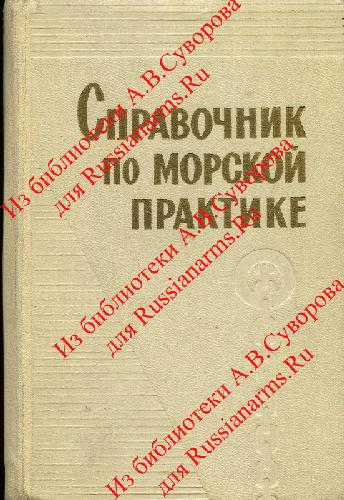 СПРАВОЧНИК
ПО МОРСКОЙ
ПРАКТИКЕ
Из библиотеки А.В.Суворова
для Russianarms.Ru
Из библиотеки А.В.Суворова
для Russianarms.Ru
Из библиотеки А.В.Суворова
для Russianarms.Ru